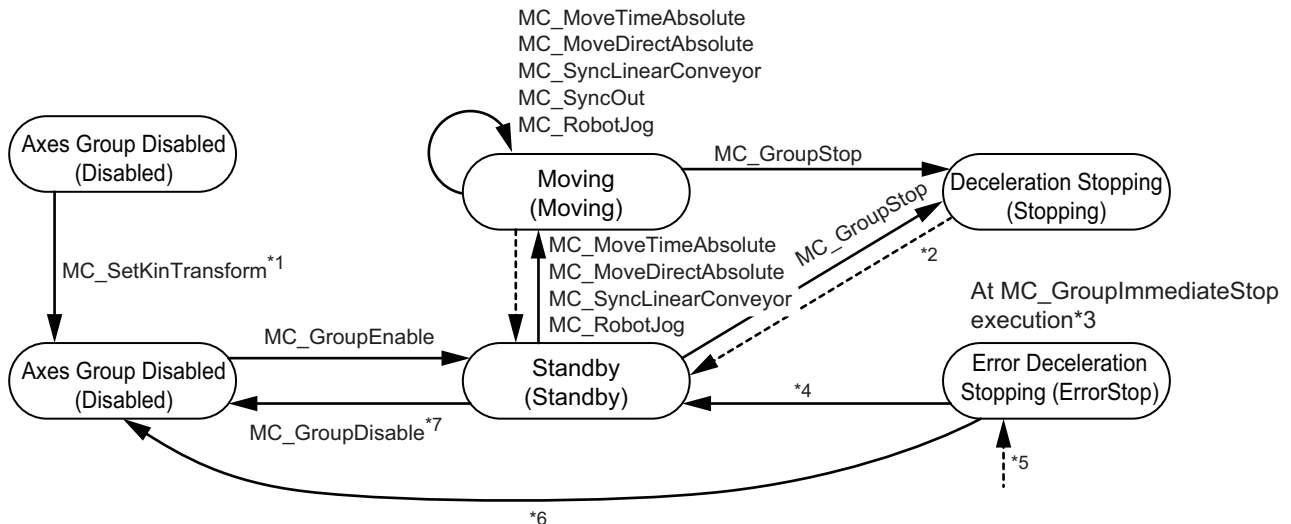 MC_MoveTimeAbsolute
MC_MoveDirectAbsolute
MC_SyncLinearConveyor
MC_SyncOut
MC_RobotJog
Axes Group Disabled
(Disabled)
Moving
(Moving)
MC_GroupStop
Deceleration Stopping
(Stopping)
MC_SetKinTransform*1
MC_MoveTimeAbsolute
MC_MoveDirectAbsolute
MC_SyncLinearConveyor
MC_RobotJog
MC_GroupStop
*2
At MC_GroupImmediateStop
execution*3
MC_GroupEnable
Axes Group Disabled
(Disabled)
Standby
(Standby)
Error Deceleration
Stopping (ErrorStop)
*4
MC_GroupDisable*7
*5
*6